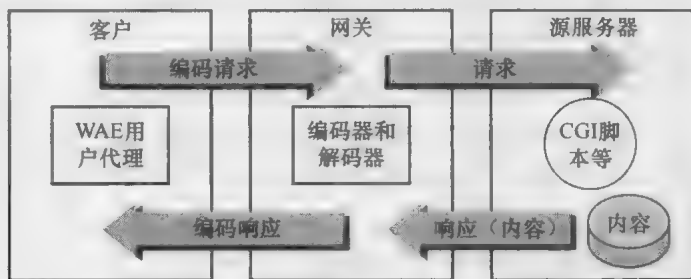 客户
网关
源服务器
编码请求
请求
WAE用
户代理
编码器和
解码器
CGI脚
本等
编码响应
响应（内容）
内容